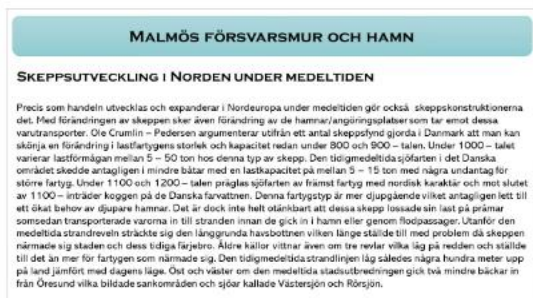 MALMÖS FÖRSVARSMUR OCH HAMN
SKEPPSUTVECKLING I NORDEN UNDER MEDELTIDEN
Precis som handeln utvecklas och expanderar i Nordeuropa under medeltiden gör också skeppskonstruktionerna
det. Med förändringen av skeppen sker även förändring av de hamnar/angöringsplatser som tar emot dessa
varutransporter. Ole Crumlin – Pedersen argumenterar utifrån ett antal skeppsfynd gjorda i Danmark att man kan
skönja en förändring i lastfartygens storlek och kapacitet redan under 800 och 900 – talen. Under 1000 – talet
varierar lastförmågan mellan 5 – 50 ton hos denna typ av skepp. Den tidigmedeltida sjöfarten i det Danska
området skedde antagligen i mindre båtar med en lastkapacitet på mellan 5 – 15 ton med några undantag för
större fartyg. Under 1100 och 1200 – talen präglas sjöfarten av främst fartyg med nordisk karaktär och mot slutet
av 1100 – inträder koggen på de Danska farvattnen. Denna fartygstyp är mer djupgående vilket antagligen lett till
ett ökat behov av djupare hamnar. Det är dock inte helt otänkbart att dessa skepp lossade sin last på prämar
somsedan transporterade varorna in till stranden innan de gick in i hamn eller genom flodpassager. Utanför den
medeltida strandreveln sträckte sig den långgrunda havsbottnen vilken länge ställde till med problem då skeppen
närmade sig staden och dess tidiga färjebro. Äldre källor vittnar även om tre revlar vilka låg på redden och ställde
till det än mer för fartygen som närmade sig. Den tidigmedeltida strandlinjen låg således några hundra meter upp
på land jämfört med dagens läge. Öst och väster om den medeltida stadsutbredningen gick två mindre bäckar in
från Öresund vilka bildade sankområden och sjöar kallade Västersjön och Rörsjön.